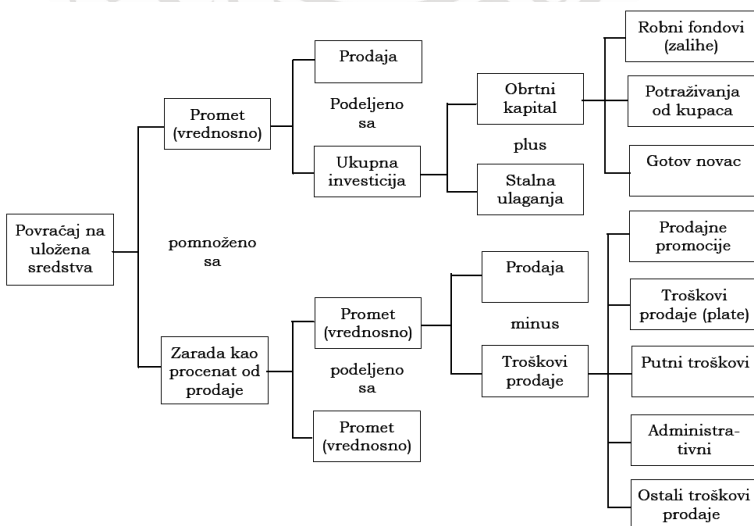 Robni fondovi
(zalihe)
Prodaja
Obrtni
kapital
Potraživanja
od kupaca
Promet
(vrednosno)
Podeljeno
sa
plus
Ukupna
investicija
Gotov novac
Stalna
ulaganja
Povraćaj na
uložena
sredstva
pomnoženo
sa
Prodajne
promocije
Prodaja
Troškovi
prodaje (plate)
Promet
(vrednosno)
minus
Zarada kao
procenat od
prodaje
podeljeno
sa
Troškovi
prodaje
Putni troškovi
Promet
(vrednosno)
Administra-
tivni
Ostali troškovi
prodaje